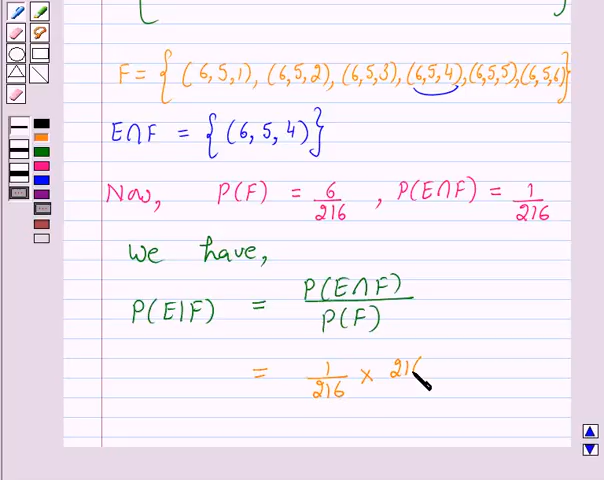 F = { (6,5,1), (6,5,2), (6,5,3), (6,5,4), (6,5,5), (6,5,6)}
E∩F = { (6, 5, 4) }
Now, P(F) = 6/216 , P(E∩F) = 1/216
We have,
P(E|F) = P(E∩F)/P(F)
= 1/216 × 216